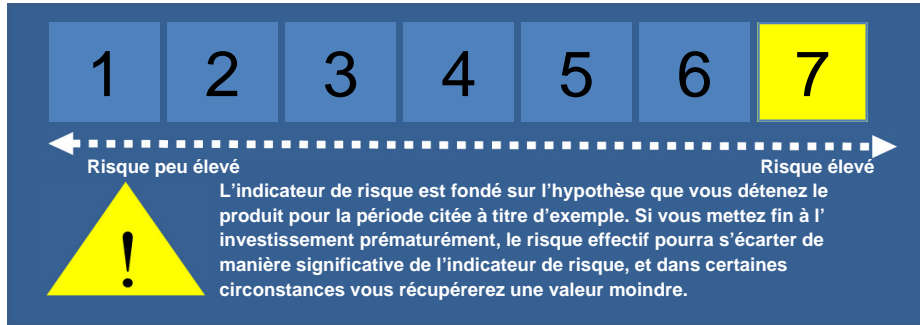 1 2 3 4 5 6 7
Risque peu élevé Risque élevé
L'indicateur de risque est fondé sur l'hypothèse que vous détenez le
produit pour la période citée à titre d'exemple. Si vous mettez fin à l'
investissement prématurément, le risque effectif pourra s'écarter de
manière significative de l'indicateur de risque, et dans certaines
circonstances vous récupérerez une valeur moindre.
!